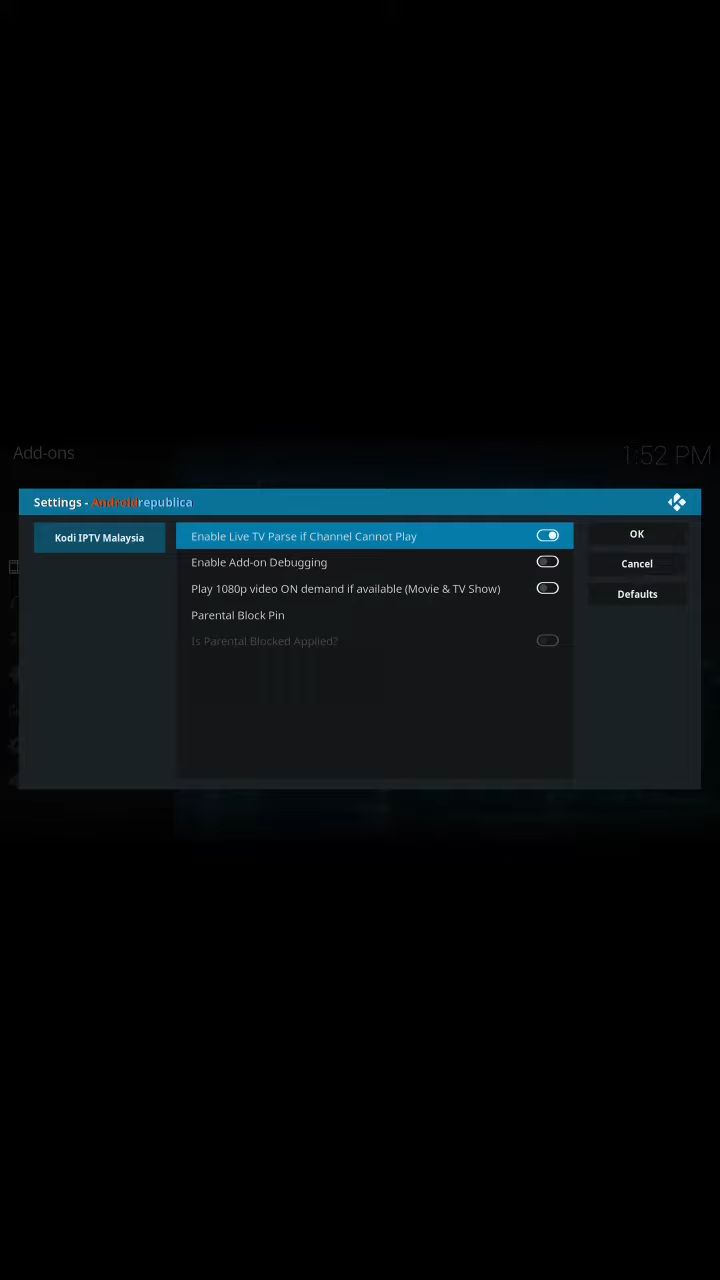 Add-ons
1:52 PM
Settings - Androidrepublica
Kodi IPTV Malaysia
Enable Live TV Parse if Channel Cannot Play
OK
Enable Add-on Debugging
Cancel
Play 1080p video ON demand if available (Movie & TV Show)
Defaults
Parental Block Pin
Is Parental Blocked Applied?